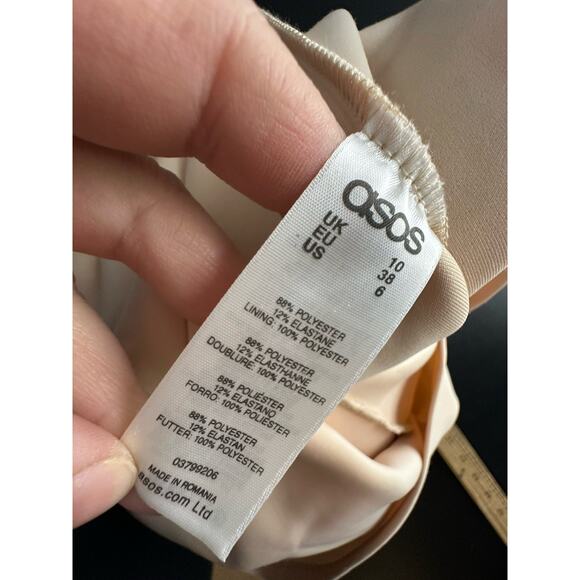 asos
UK 10
EU 38
US 6
88% POLYESTER
12% ELASTANE
LINING: 100% POLYESTER
88% POLYESTER
12% ELASTHANNE
DOUBLURE: 100% POLYESTER
88% POLIÉSTER
12% ELASTANO
FORRO: 100% POLIÉSTER
88% POLYESTER
12% ELASTAN
FUTTER: 100% POLYESTER
03799206
MADE IN ROMANIA
asos.com Ltd